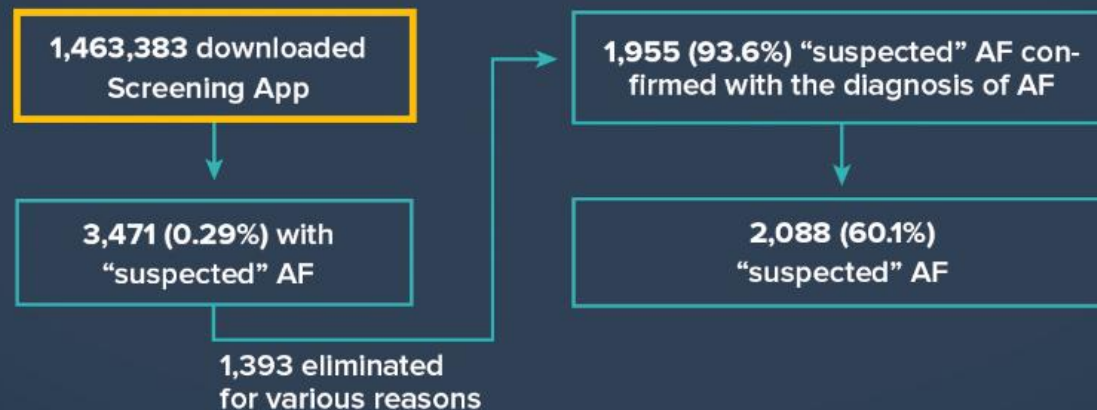 1,463,383 downloaded
Screening App
3,471 (0.29%) with
“suspected” AF
1,393 eliminated
for various reasons
1,955 (93.6%) “suspected” AF con-
firmed with the diagnosis of AF
2,088 (60.1%)
“suspected” AF